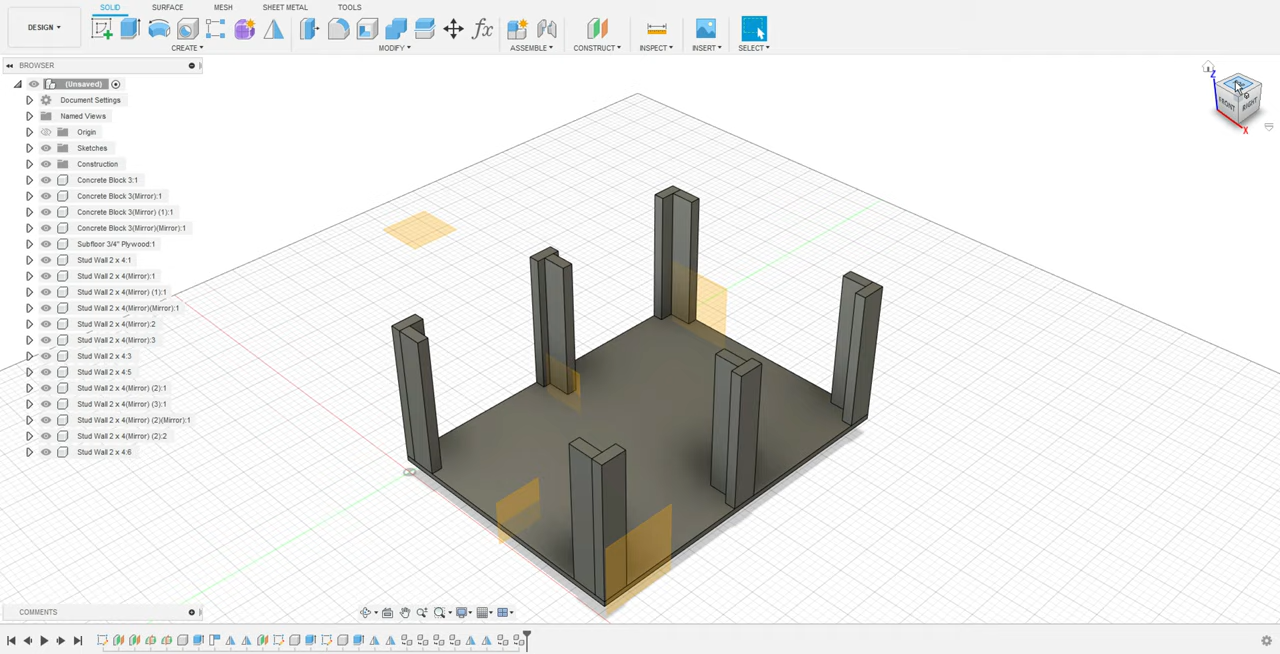 SOLID SURFACE MESH SHEET METAL TOOLS
DESIGN
CREATE MODIFY ASSEMBLE CONSTRUCT INSPECT INSERT SELECT
BROWSER
(Unsaved)
Document Settings
Named Views
Origin
Sketches
Construction
Concrete Block 3:1
Concrete Block 3(Mirror):1
Concrete Block 3(Mirror) (1):1
Concrete Block 3(Mirror)(Mirror):1
Subfloor 3/4" Plywood:1
Stud Wall 2 x 4:1
Stud Wall 2 x 4(Mirror):1
Stud Wall 2 x 4(Mirror) (1):1
Stud Wall 2 x 4(Mirror)(Mirror):1
Stud Wall 2 x 4(Mirror):2
Stud Wall 2 x 4(Mirror):3
Stud Wall 2 x 4:3
Stud Wall 2 x 4:5
Stud Wall 2 x 4(Mirror) (2):1
Stud Wall 2 x 4(Mirror) (3):1
Stud Wall 2 x 4(Mirror) (2)(Mirror):1
Stud Wall 2 x 4(Mirror) (2):2
Stud Wall 2 x 4:6
Z
FRONT RIGHT
X
COMMENTS